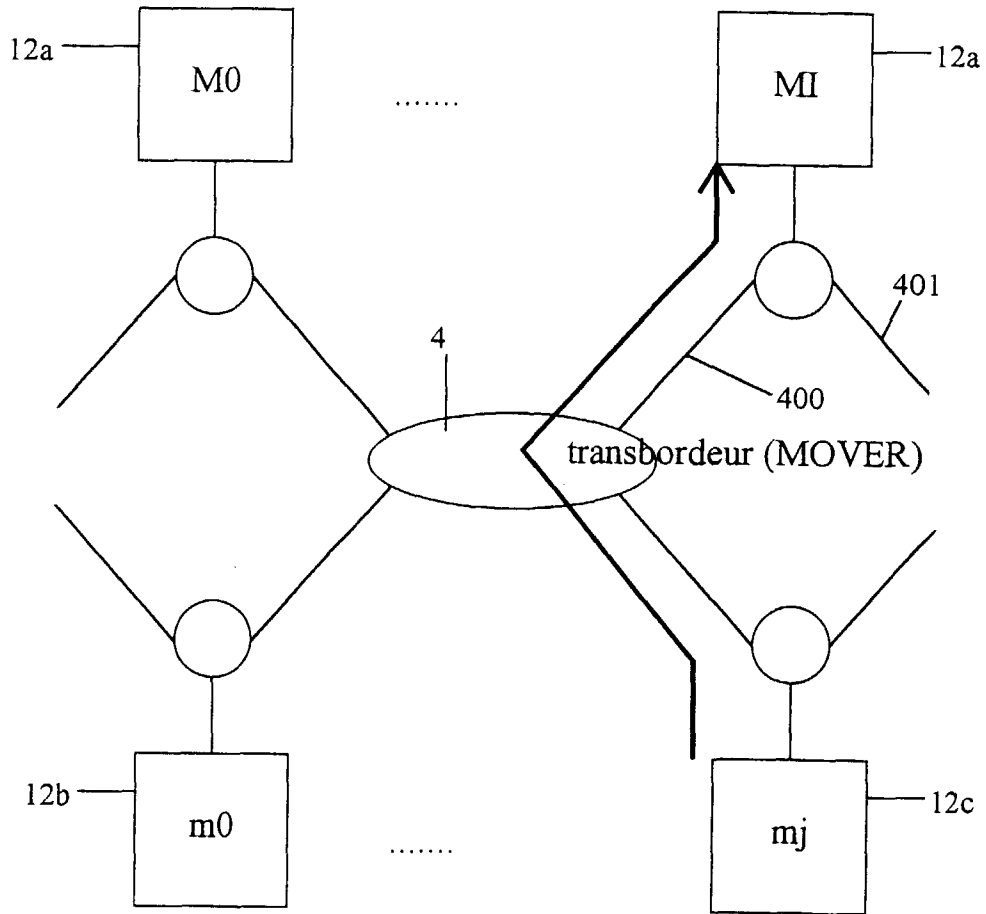 12a
M0
.......
MI
12a
401
4
400
transbordeur (MOVER)
12b
m0
.......
mj
12c